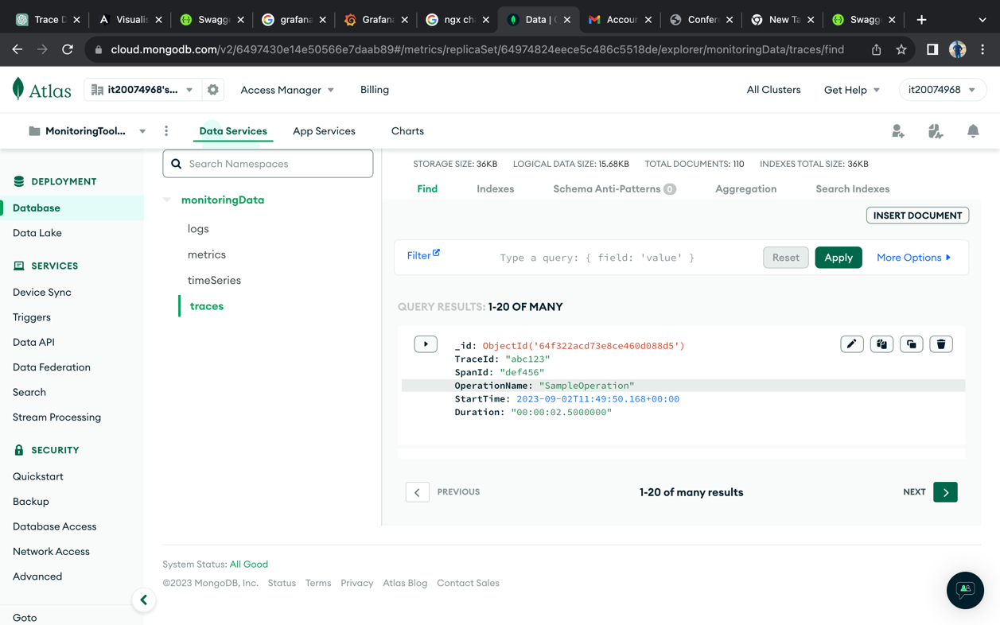 Trace D
Visualis
Swagge
grafana
Grafana
ngx cha
Data | C
Accoun
Confer
New Ta
Swagge
cloud.mongodb.com/v2/6497430e14e50566e7daab89#/metrics/replicaSet/64974824eece5c486c5518de/explorer/monitoringData/traces/find
Atlas
it20074968's...
Access Manager
Billing
All Clusters
Get Help
it20074968
MonitoringTool...
Data Services
App Services
Charts
DEPLOYMENT
Database
Data Lake
SERVICES
Device Sync
Triggers
Data API
Data Federation
Search
Stream Processing
SECURITY
Quickstart
Backup
Database Access
Network Access
Advanced
Goto
Search Namespaces
monitoringData
logs
metrics
timeSeries
traces
STORAGE SIZE: 36KB LOGICAL DATA SIZE: 15.68KB TOTAL DOCUMENTS: 110 INDEXES TOTAL SIZE: 36KB
Find
Indexes
Schema Anti-Patterns 0
Aggregation
Search Indexes
INSERT DOCUMENT
Filter
Type a query: { field: 'value' }
Reset
Apply
More Options
QUERY RESULTS: 1-20 OF MANY
_id: ObjectId('64f322acd73e8ce460d088d5')
TraceId: "abc123"
SpanId: "def456"
OperationName: "SampleOperation"
StartTime: 2023-09-02T11:49:50.168+00:00
Duration: "00:00:02.5000000"
PREVIOUS
1-20 of many results
NEXT
System Status: All Good
©2023 MongoDB, Inc. Status Terms Privacy Atlas Blog Contact Sales